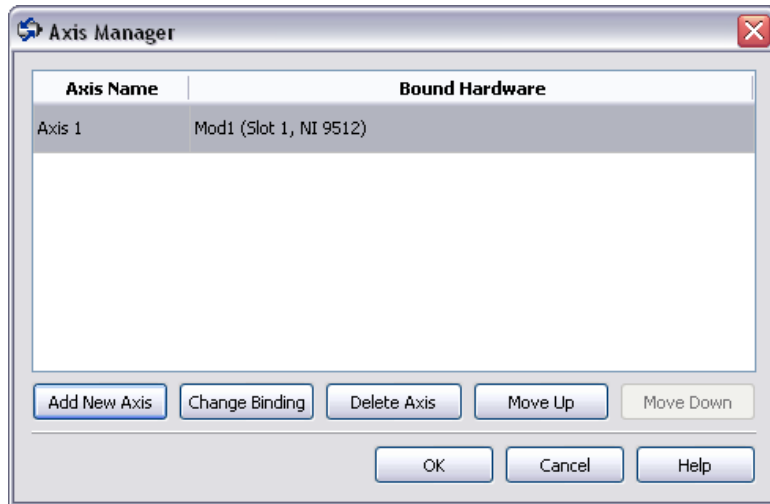 Axis Manager
Axis Name Bound Hardware
Axis 1 Mod1 (Slot 1, NI 9512)
Add New Axis Change Binding Delete Axis Move Up Move Down
OK Cancel Help